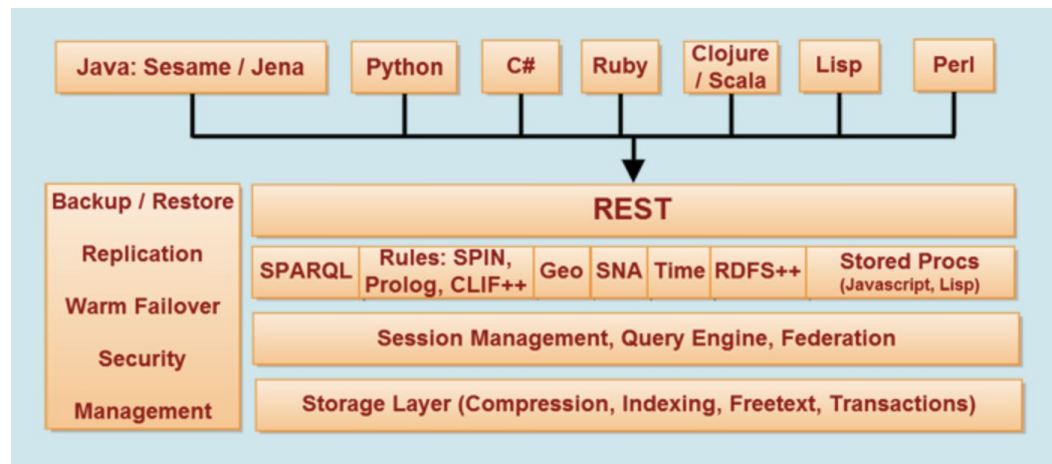 Java: Sesame / Jena
Python
C#
Ruby
Clojure
/ Scala
Lisp
Perl
Backup / Restore
Replication
Warm Failover
Security
Management
REST
SPARQL
Rules: SPIN,
Prolog, CLIF++
Geo
SNA
Time
RDFS++
Stored Procs
(Javascript, Lisp)
Session Management, Query Engine, Federation
Storage Layer (Compression, Indexing, Freetext, Transactions)